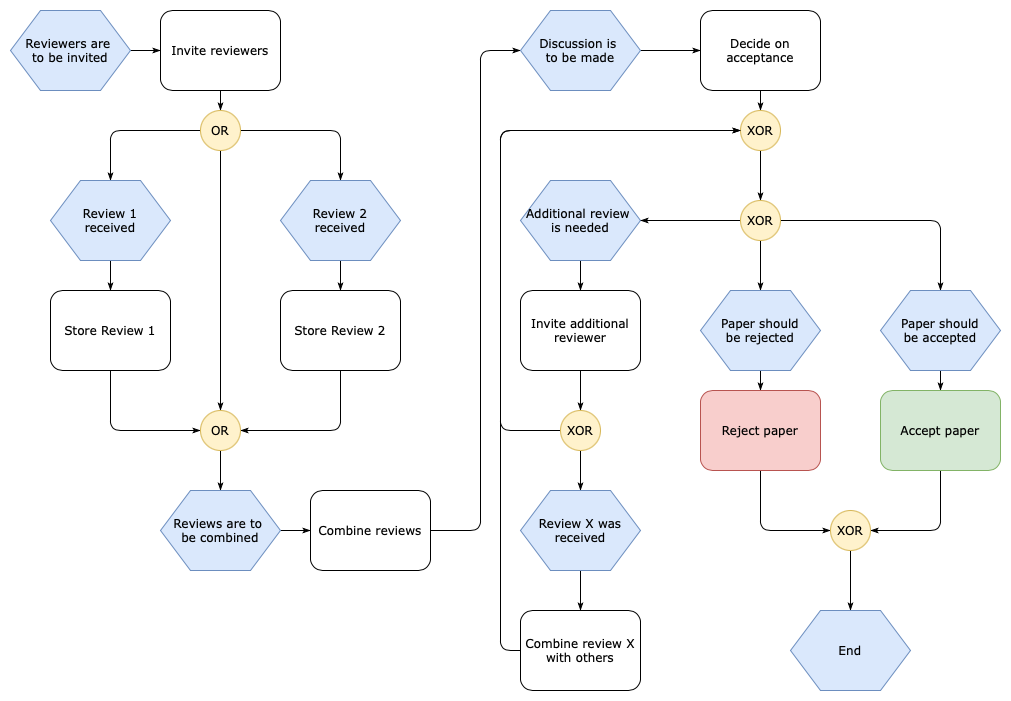 Reviewers are
to be invited
Invite reviewers
OR
Review 1
received
Review 2
received
Store Review 1
Store Review 2
OR
Reviews are to
be combined
Combine reviews
Discussion is
to be made
Decide on
acceptance
XOR
XOR
Additional review
is needed
Invite additional
reviewer
XOR
Review X was
received
Combine review X
with others
Paper should
be rejected
Paper should
be accepted
Reject paper
Accept paper
XOR
End